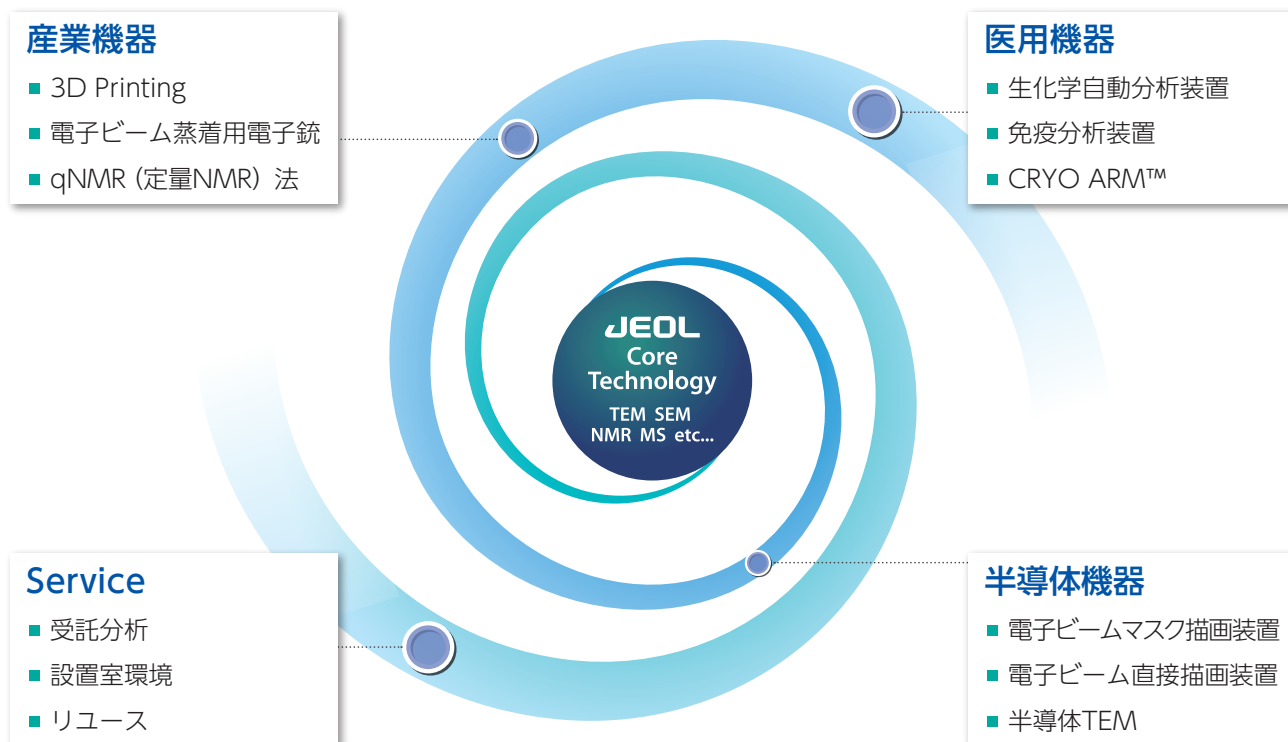 産業機器
3D Printing
電子ビーム蒸着用電子銃
qNMR（定量NMR）法
医用機器
生化学自動分析装置
免疫分析装置
CRYO ARM™
JEOL
Core
Technology
TEM SEM
NMR MS etc...
Service
受託分析
設置室環境
リユース
半導体機器
電子ビームマスク描画装置
電子ビーム直接描画装置
半導体TEM